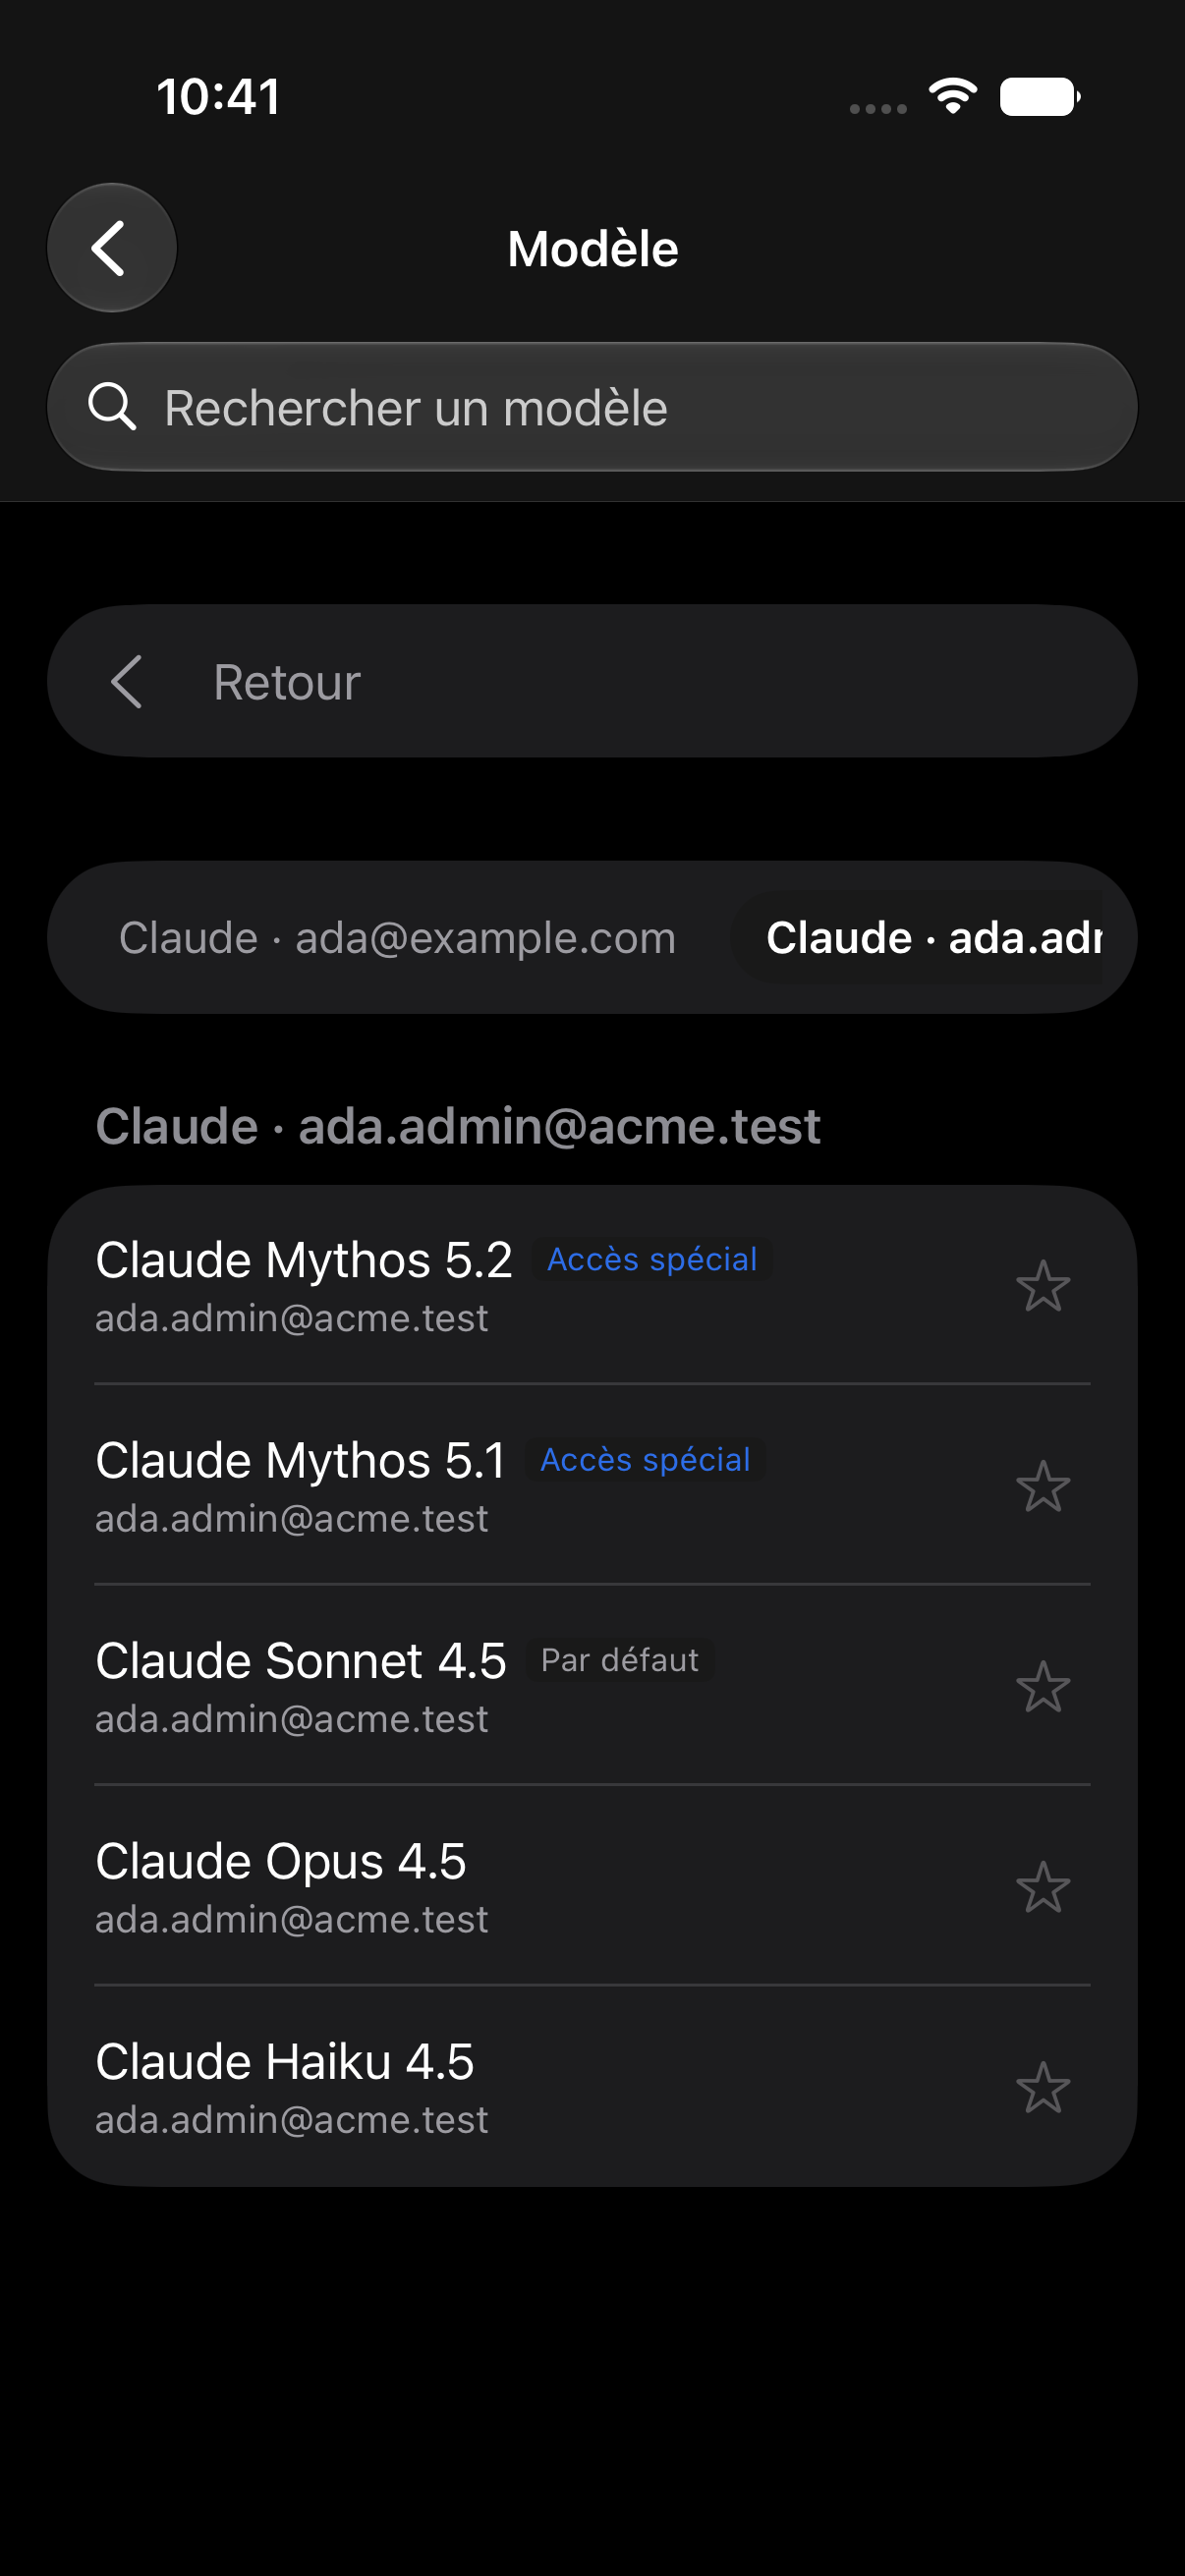 10:41
Modèle
Rechercher un modèle
Retour
Claude · ada@example.com
Claude · ada.adm
Claude · ada.admin@acme.test
Claude Mythos 5.2 Accès spécial
ada.admin@acme.test
Claude Mythos 5.1 Accès spécial
ada.admin@acme.test
Claude Sonnet 4.5 Par défaut
ada.admin@acme.test
Claude Opus 4.5
ada.admin@acme.test
Claude Haiku 4.5
ada.admin@acme.test